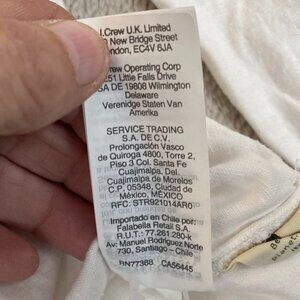 J.Crew U.K. Limited
New Bridge Street
London, EC4V 6JA
Crew Operating Corp
251 Little Falls Drive
DE 19808 Wilmington
Delaware
Verenidge Staten Van
Amerika
SERVICE TRADING
S.A. DE C.V.
Prolongación Vasco
de Quiroga 4800, Torre 2,
Piso 3 Col. Santa Fe
Cuajimalpa Del.
Cuajimalpa de Morelos
C.P. 05348, Ciudad de
México, MÉXICO
RFC: STR921014AR0
Importado en Chile por:
Falabella Retail S.A.
R.U.T.: 77.261.280-k
Av: Manuel Rodriguez Norte
730, Santiago - Chile
RN77388 CA56445